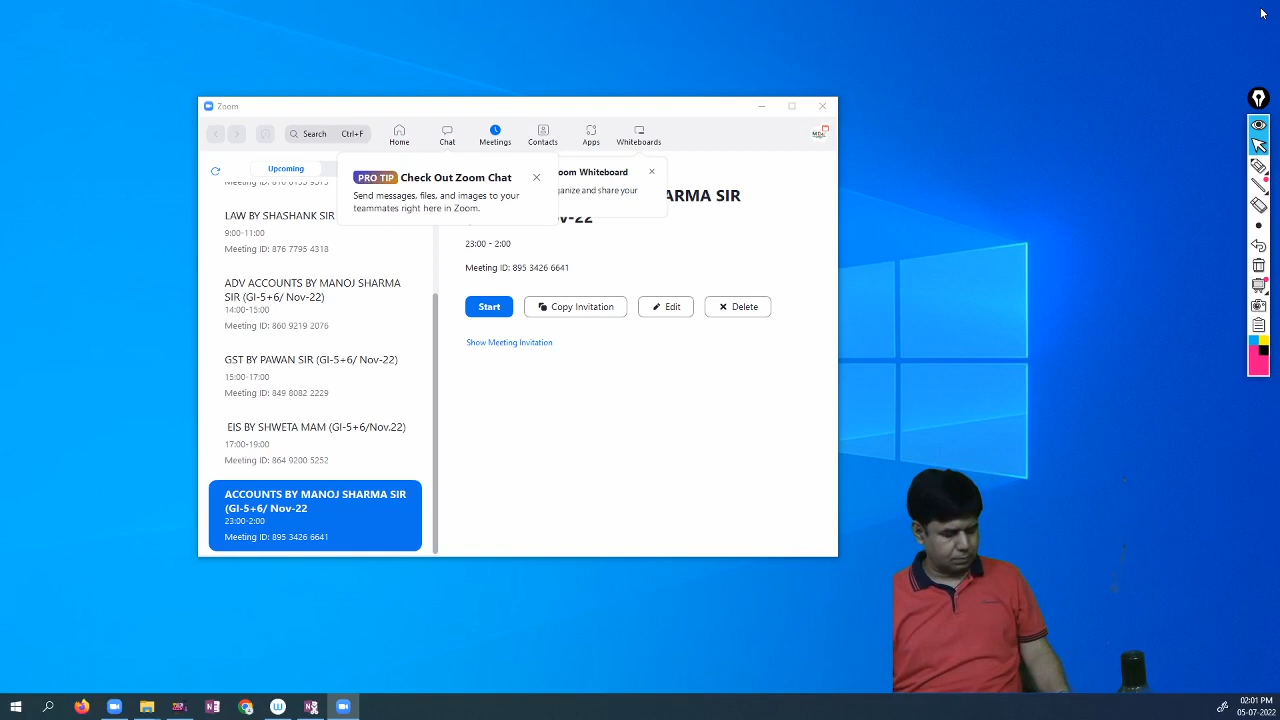 Zoom
Search Ctrl+F
Home
Chat
Meetings
Contacts
Apps
Whiteboards
Upcoming
PRO TIP Check Out Zoom Chat
Send messages, files, and images to your
teammates right here in Zoom.
oom Whiteboard
ganize and share your
LAW BY SHASHANK SIR
9:00-11:00
Meeting ID: 876 7795 4318
ADV ACCOUNTS BY MANOJ SHARMA
SIR (GI-5+6/ Nov-22)
14:00-15:00
Meeting ID: 860 9219 2076
GST BY PAWAN SIR (GI-5+6/ Nov-22)
15:00-17:00
Meeting ID: 849 8082 2229
EIS BY SHWETA MAM (GI-5+6/Nov.22)
17:00-19:00
Meeting ID: 864 9200 5252
ACCOUNTS BY MANOJ SHARMA SIR
(GI-5+6/ Nov-22
23:00-2:00
Meeting ID: 895 3426 6641
ARMA SIR
v-22
23:00 - 2:00
Meeting ID: 895 3426 6641
Start
Copy Invitation
Edit
Delete
Show Meeting Invitation
02:01 PM
05-07-2022